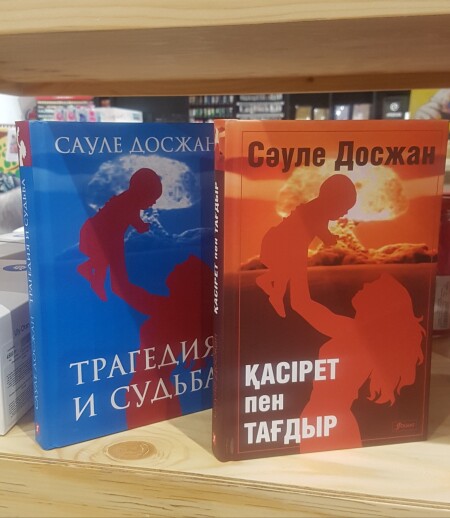 САУЛЕ ДОСЖАН
ТРАГЕДИЯ
И СУДЬБА
САУЛЕ ДОСЖАН ТРАГЕДИЯ И СУДЬБА
Сәуле Досжан
ҚАСІРЕТ
пен
ТАҒДЫР
ҚАСІРЕТ пен ТАҒДЫР